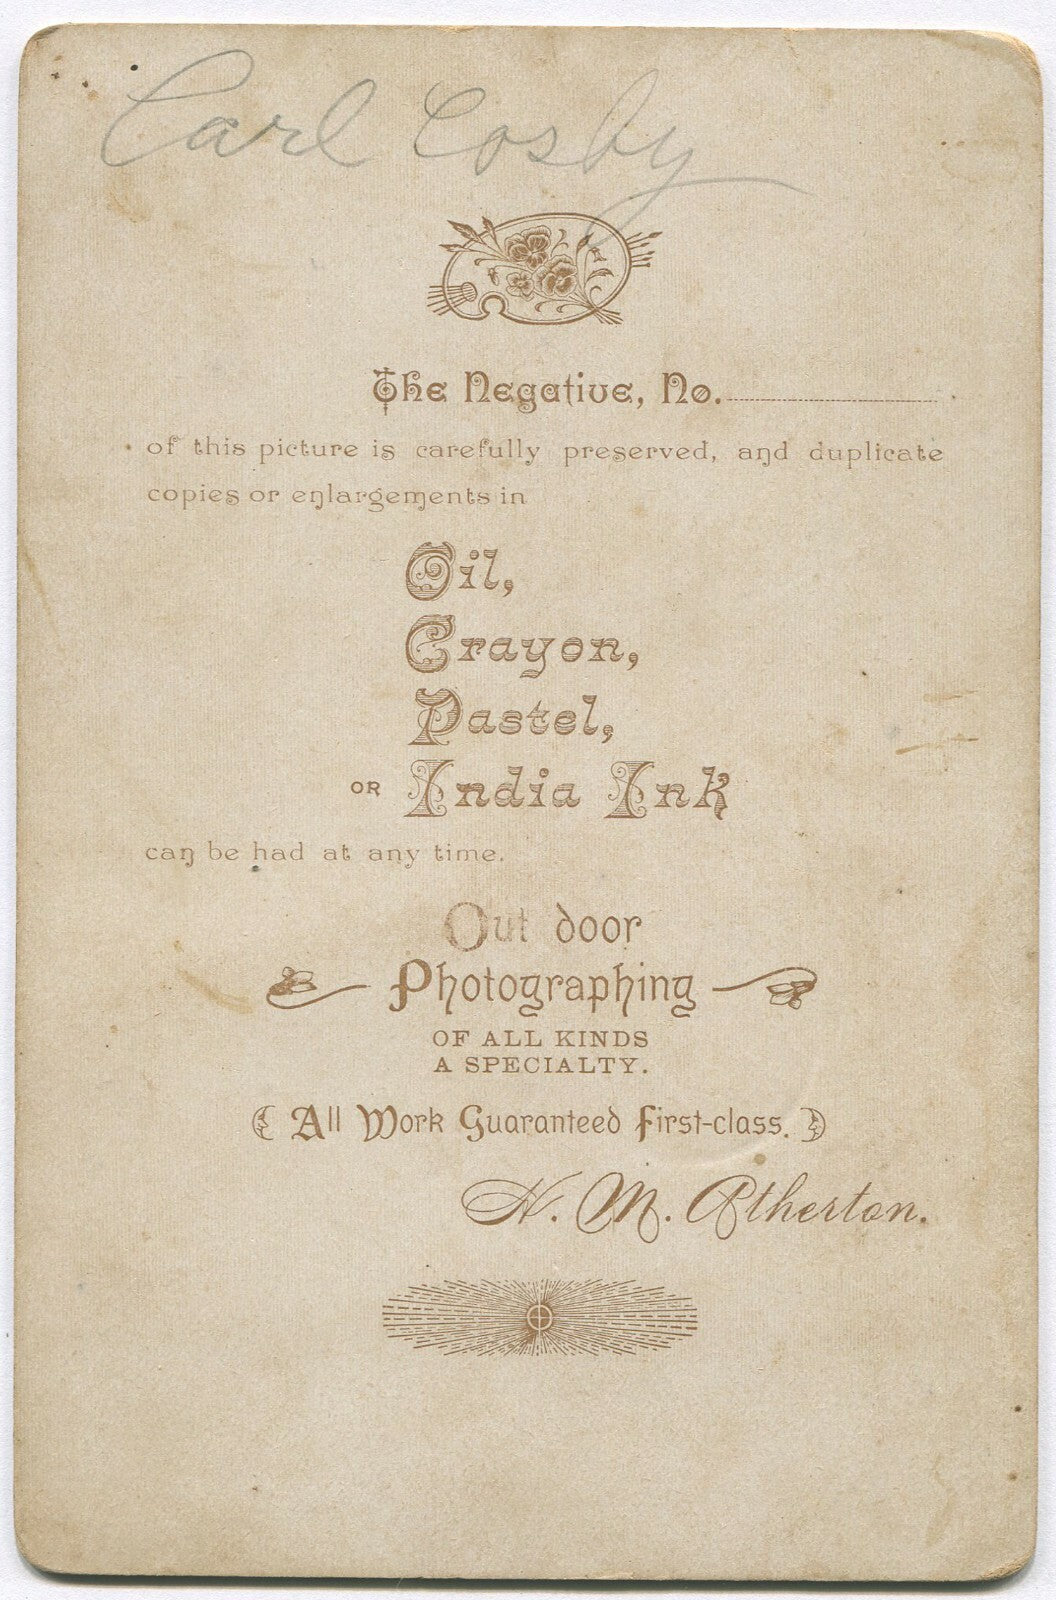 Carl Cosby
The Negative, No.
of this picture is carefully preserved, and duplicate
copies or enlargements in
Oil,
Crayon,
Pastel,
OR India Ink
can be had at any time.
Out door
Photographing
OF ALL KINDS
A SPECIALTY.
(All Work Guaranteed First-class.)
H. M. Atherton.